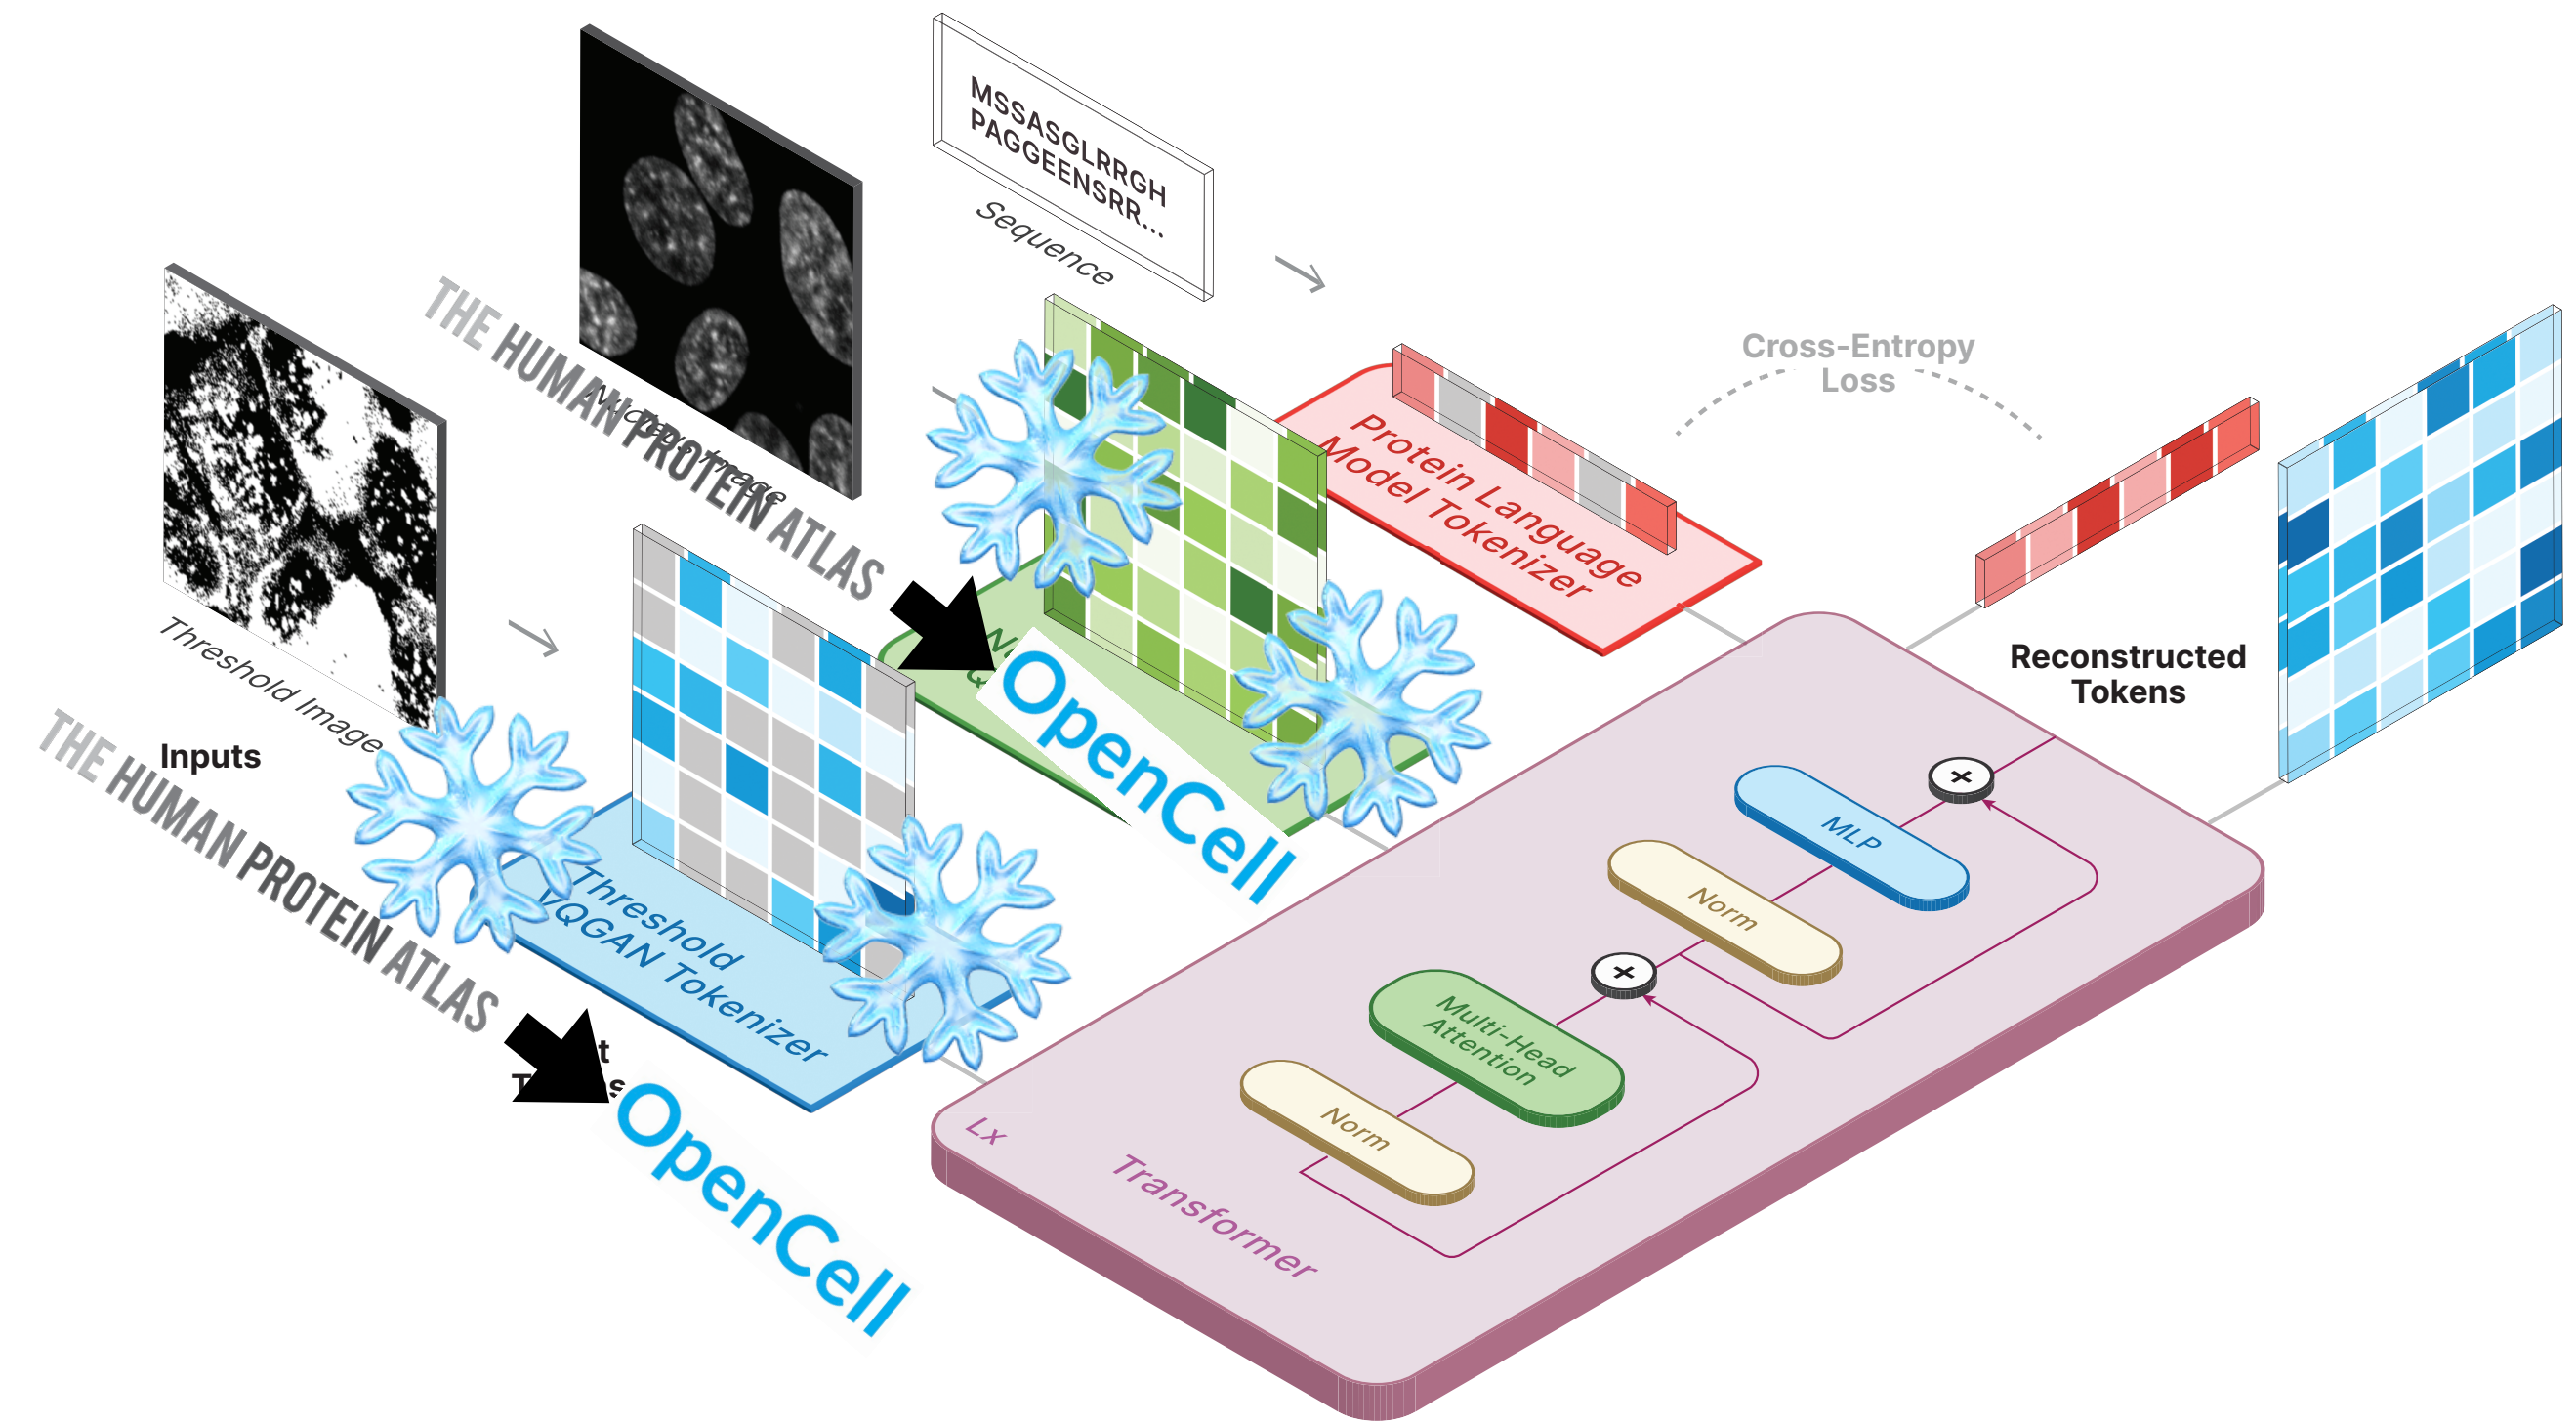 MSSASGLRRGH
PAGGEENSRR...
Sequence
THE HUMAN PROTEIN ATLAS
Image
Threshold Image
Inputs
THE HUMAN PROTEIN ATLAS
Cross-Entropy
Loss
Protein Language
Model Tokenizer
OpenCell
Threshold
VQGAN Tokenizer
OpenCell
Reconstructed
Tokens
MLP
Norm
Multi-Head
Attention
Norm
Lx
Transformer